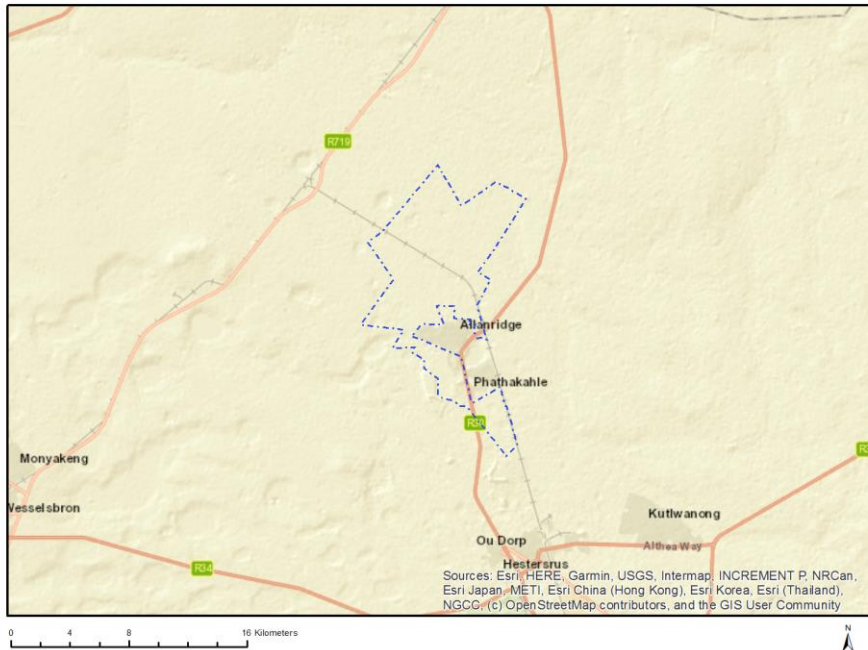 R719
Allanridge
Phathakahle
R30
Monyakeng
Wesselsbron
Kutlwanong
Ou Dorp
Althea Way
R34
Hestersrus
Sources: Esri, HERE, Garmin, USGS, Intermap, INCREMENT P, NRCan,
Esri Japan, METI, Esri China (Hong Kong), Esri Korea, Esri (Thailand),
NGCC, (c) OpenStreetMap contributors, and the GIS User Community
0 4 8 16 Kilometers
N